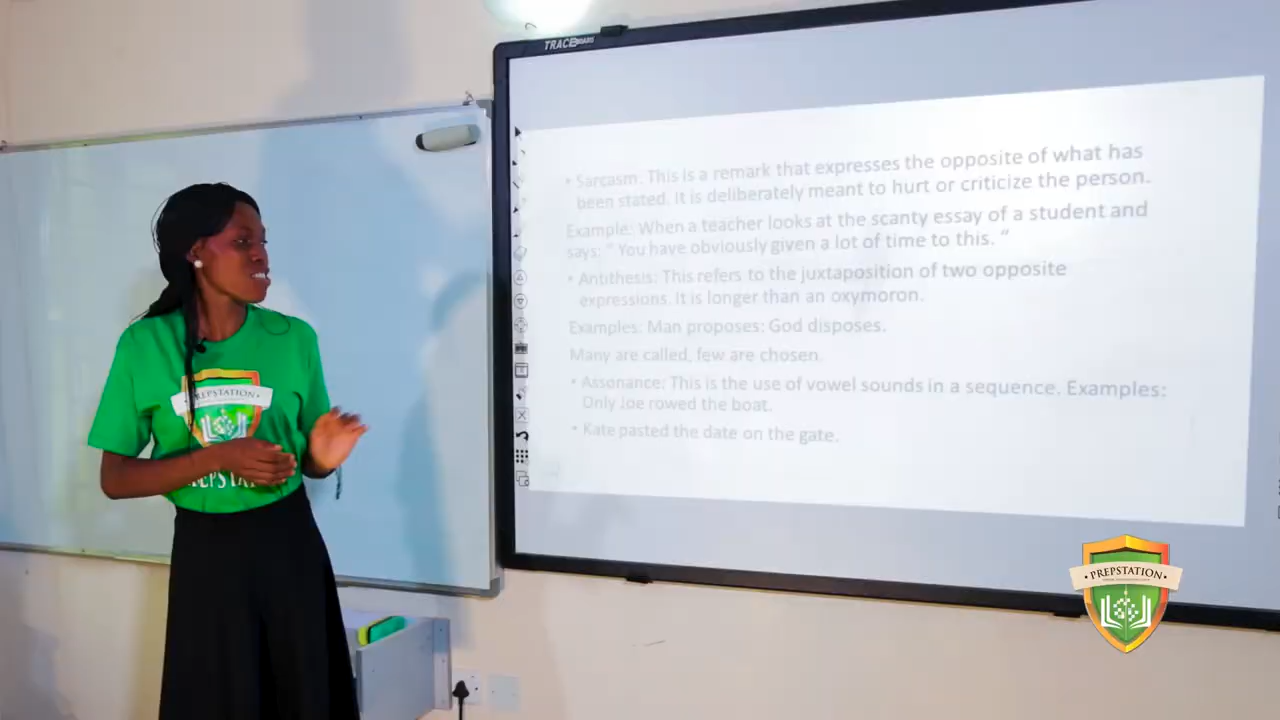 TRACEBOARD
• Sarcasm: This is a remark that expresses the opposite of what has
been stated. It is deliberately meant to hurt or criticize the person.
Example: When a teacher looks at the scanty essay of a student and
says: “ You have obviously given a lot of time to this. “
• Antithesis: This refers to the juxtaposition of two opposite
expressions. It is longer than an oxymoron.
Examples: Man proposes: God disposes.
Many are called, few are chosen.
• Assonance: This is the use of vowel sounds in a sequence. Examples:
Only Joe rowed the boat.
• Kate pasted the date on the gate.
PREPSTATION
• PREPSTATION •